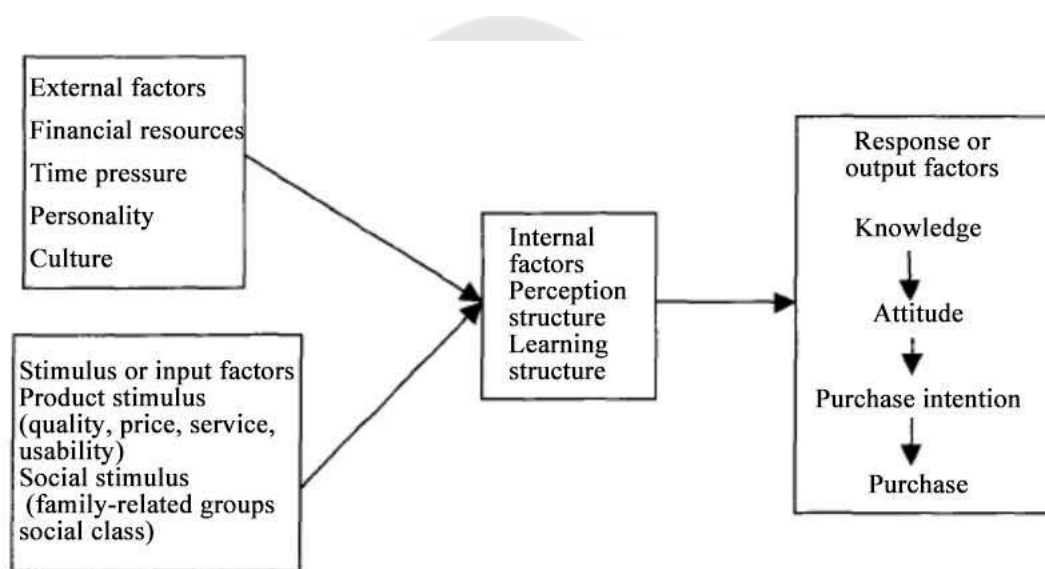 External factors
Financial resources
Time pressure
Personality
Culture
Stimulus or input factors
Product stimulus
(quality, price, service,
usability)
Social stimulus
(family-related groups
social class)
Internal
factors
Perception
structure
Learning
structure
Response or
output factors
Knowledge
Attitude
Purchase intention
Purchase